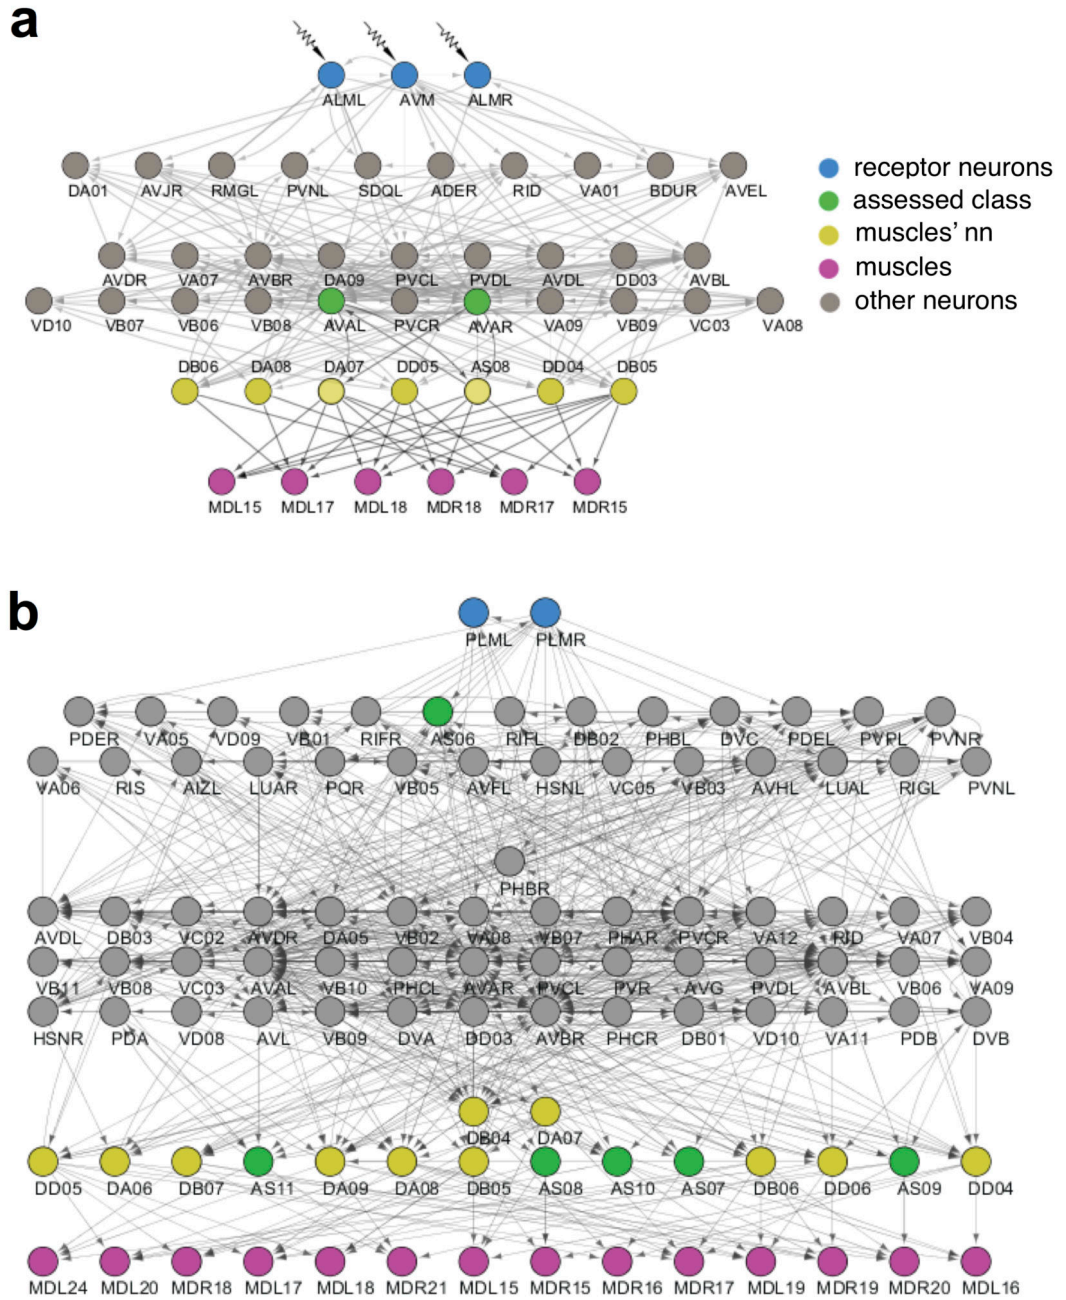 a
ALML AVM ALMR
DA01 AVJR RMGL PVNL SDQL ADER RID VA01 BDUR AVEL
receptor neurons
assessed class
muscles’ nn
muscles
other neurons
AVDR VA07 AVBR DA09 PVCL PVDL AVDL DD03 AVBL
VD10 VB07 VB06 VB08 AVAL PVCR AVAR VA09 VB09 VC03 VA08
DB06 DA08 DA07 DD05 AS08 DD04 DB05
MDL15 MDL17 MDL18 MDR18 MDR17 MDR15
b
PLML PLMR
PDER VA05 VD09 VB01 RIFR AS06 RIFL DB02 PHBL DVC PDEL PVPL PVNR
VA06 RIS AIZL LUAR PQR VB05 AVFL HSNL VC05 VB03 AVHL LUAL RIGL PVNL
PHBR
AVDL DB03 VC02 AVDR DA05 VB02 VA08 VB07 PHAR PVCR VA12 RID VA07 VB04
VB11 VB08 VC03 AVAL VB10 PHCL AVAR PVCL PVR AVG PVDL AVBL VB06 VA09
HSNR PDA VD08 AVL VB09 DVA DD03 AVBR PHCR DB01 VD10 VA11 PDB DVB
DB04 DA07
DD05 DA06 DB07 AS11 DA09 DA08 DB05 AS08 AS10 AS07 DB06 DD06 AS09 DD04
MDL24 MDL20 MDR18 MDL17 MDL18 MDR21 MDL15 MDR15 MDR16 MDR17 MDL19 MDR19 MDR20 MDL16